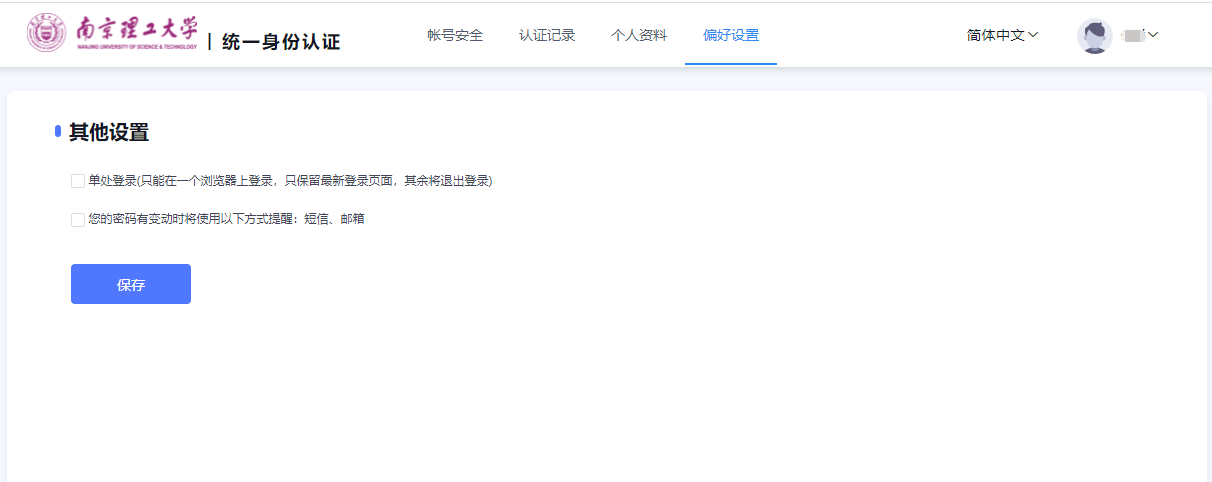 南京理工大学
NANJING UNIVERSITY OF SCIENCE & TECHNOLOGY
| 统一身份认证
帐号安全 认证记录 个人资料 偏好设置
简体中文
其他设置
单处登录(只能在一个浏览器上登录，只保留最新登录页面，其余将退出登录)
您的密码有变动时将使用以下方式提醒：短信、邮箱
保存